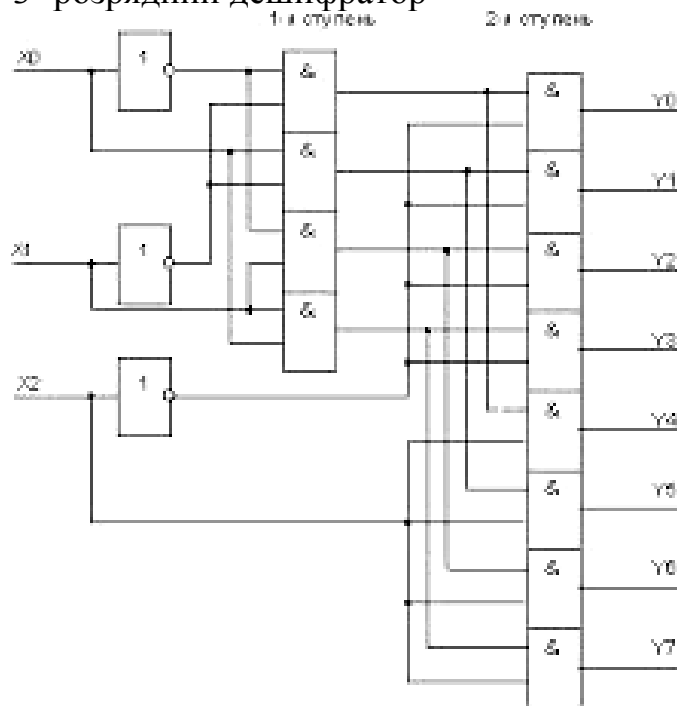 3- розрядний дешифратор
1-я ступень 2-я ступень
X0 1 & & Y0
& & Y1
X1 1 & & Y2
& & Y3
X2 1 & Y4
& Y5
& Y6
& Y7